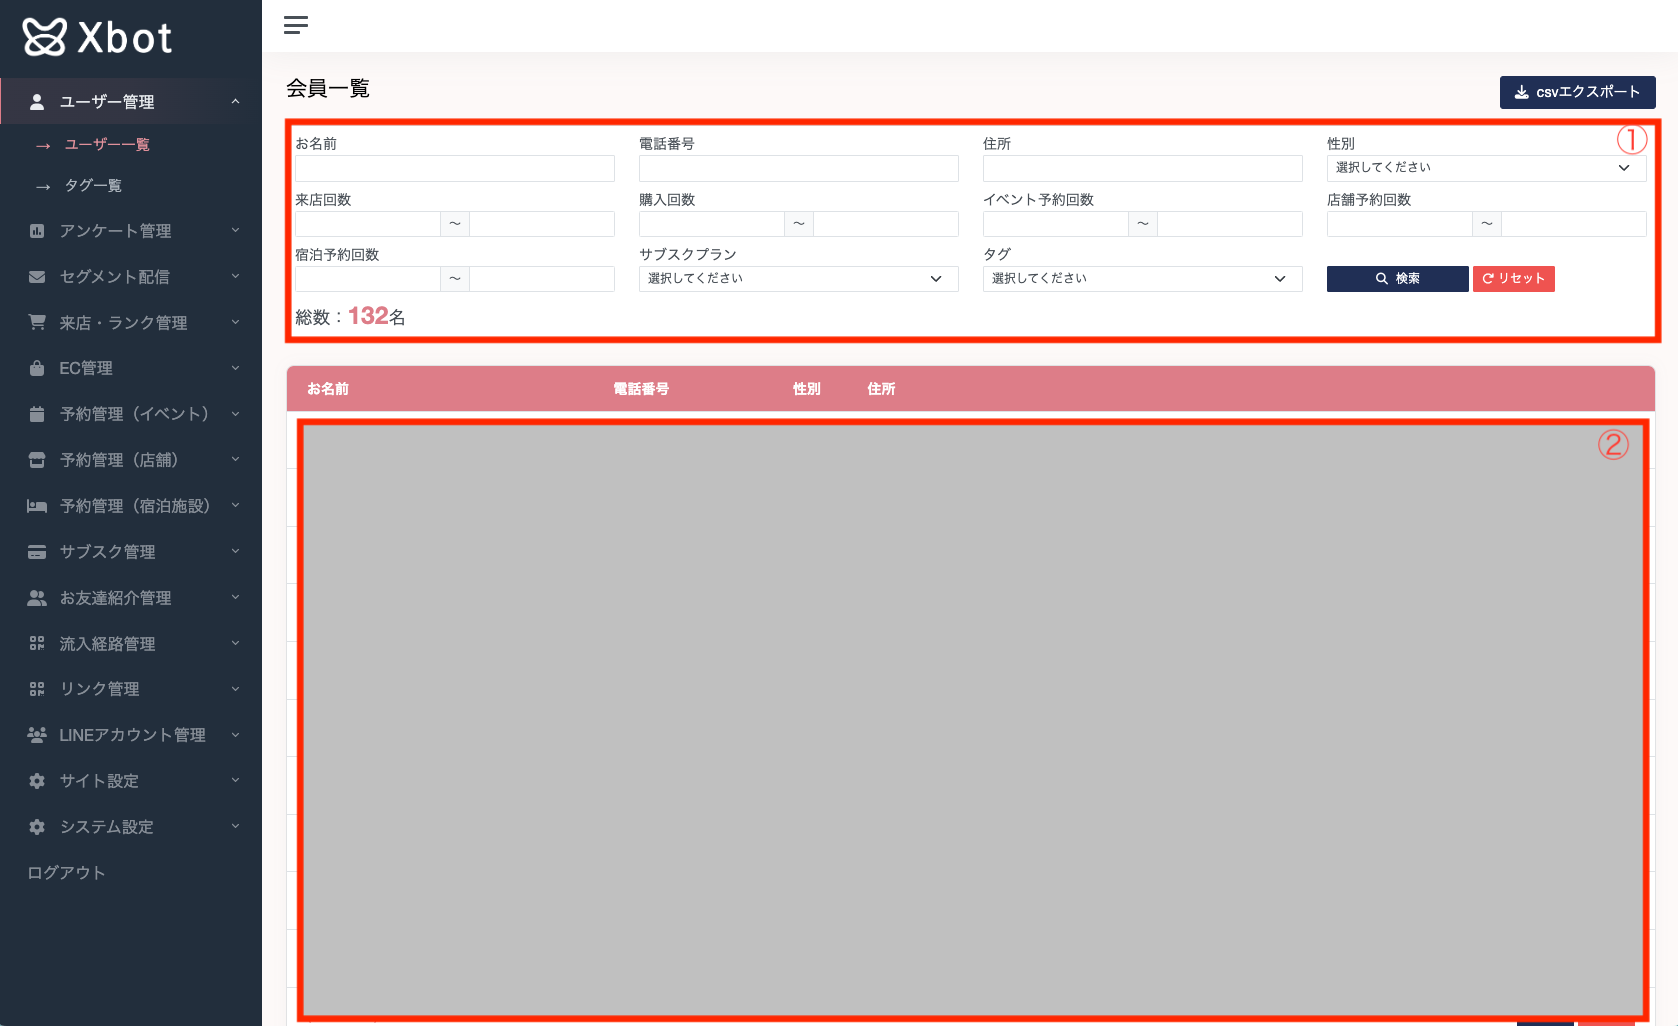 Xbot
ユーザー管理
→ ユーザー一覧
→ タグ一覧
アンケート管理
セグメント配信
来店・ランク管理
EC管理
予約管理（イベント）
予約管理（店舗）
予約管理（宿泊施設）
サブスク管理
お友達紹介管理
流入経路管理
リンク管理
LINEアカウント管理
サイト設定
システム設定
ログアウト
会員一覧
csvエクスポート
①
お名前 電話番号 住所 性別
選択してください
来店回数 購入回数 イベント予約回数 店舗予約回数
～ ～ ～ ～
宿泊予約回数 サブスクプラン タグ
～ 選択してください 選択してください 検索 リセット
総数：132名
お名前 電話番号 性別 住所
②